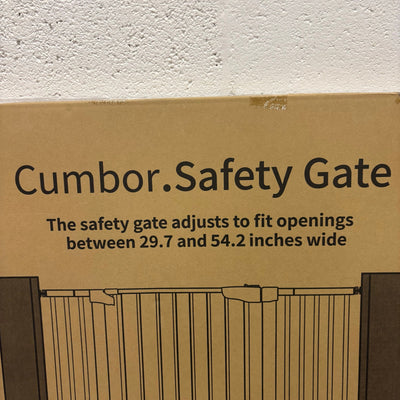 Cumbor.Safety Gate
The safety gate adjusts to fit openings
between 29.7 and 54.2 inches wide